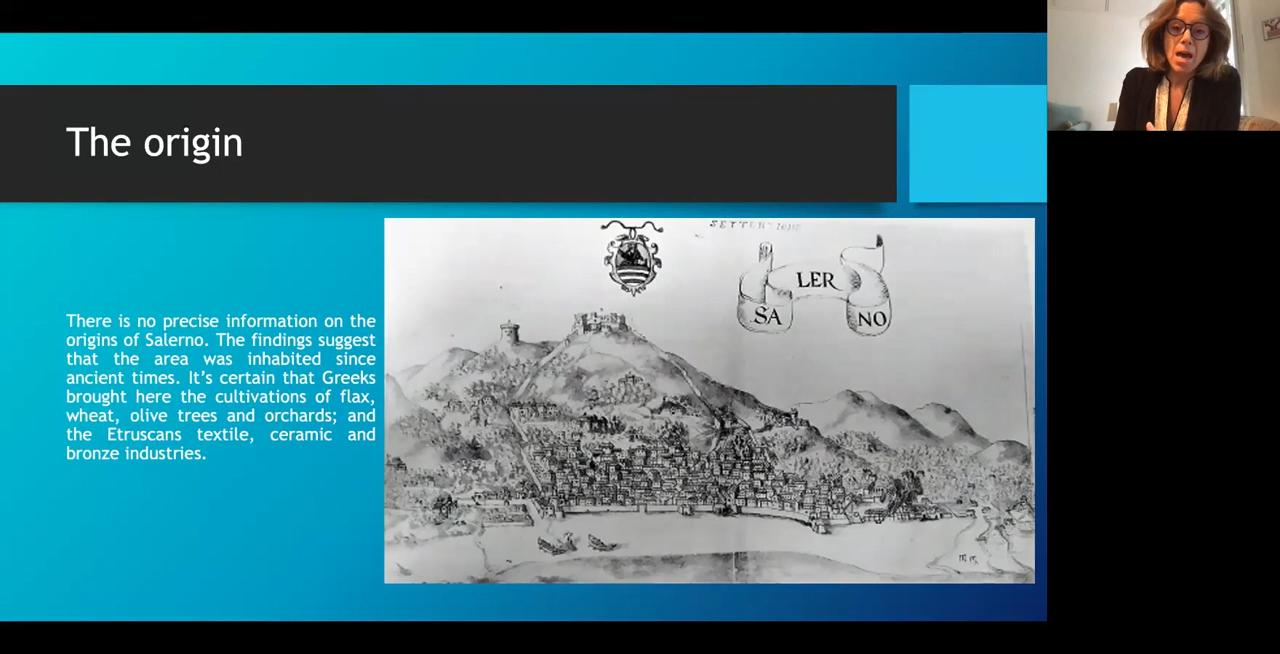 The origin
SETTENTIONE
SA
LER
NO
There is no precise information on the
origins of Salerno. The findings suggest
that the area was inhabited since
ancient times. It's certain that Greeks
brought here the cultivations of flax,
wheat, olive trees and orchards; and
the Etruscans textile, ceramic and
bronze industries.